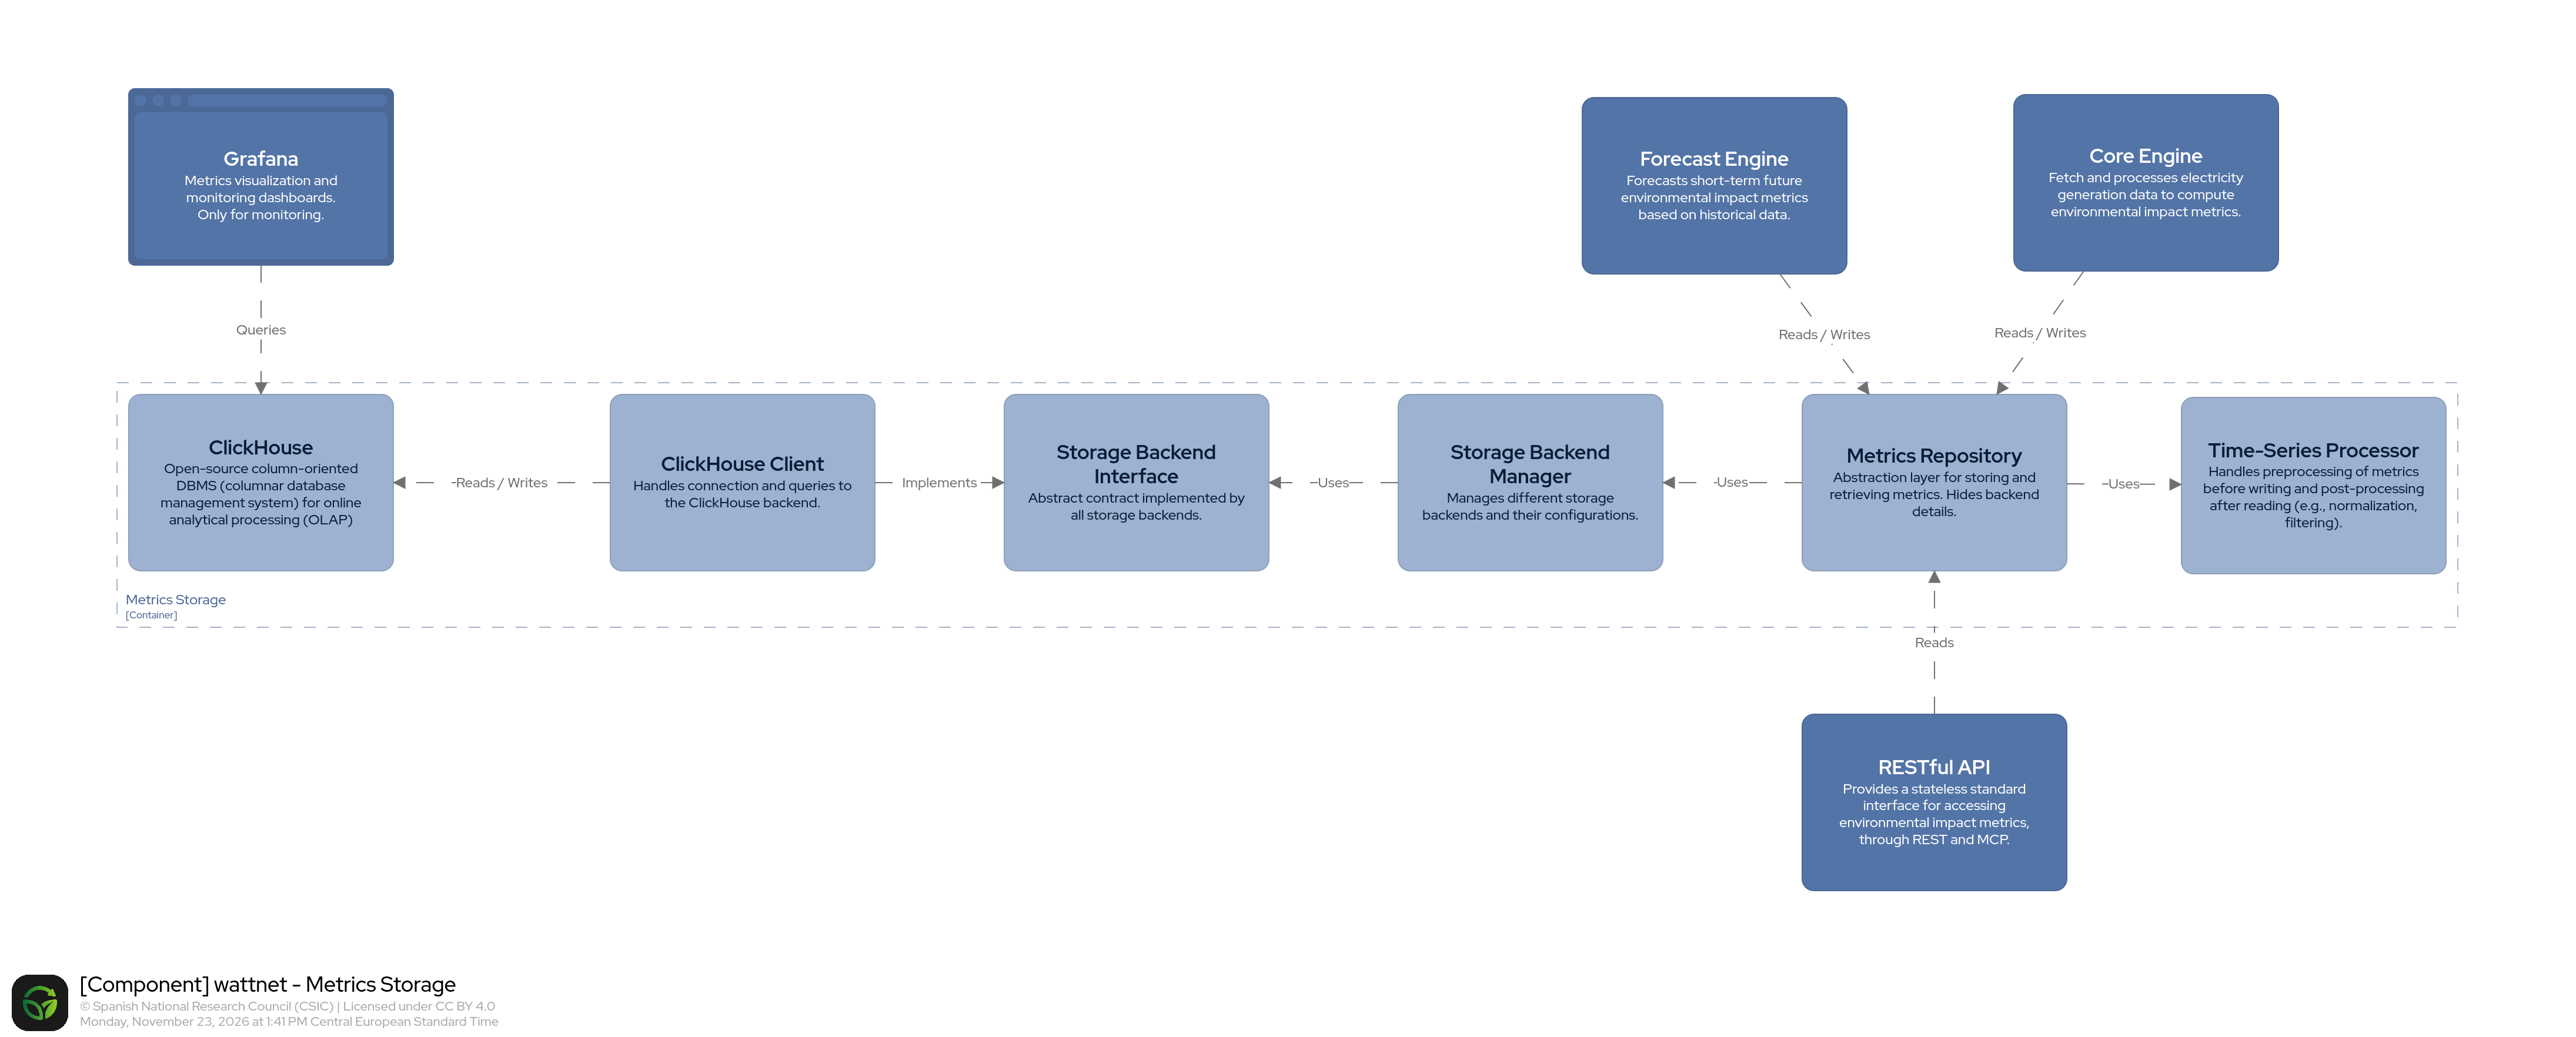 Grafana
Metrics visualization and
monitoring dashboards.
Only for monitoring.
Forecast Engine
Forecasts short-term future
environmental impact metrics
based on historical data.
Core Engine
Fetch and processes electricity
generation data to compute
environmental impact metrics.
Queries
Reads / Writes
Reads / Writes
ClickHouse
Open-source column-oriented
DBMS (columnar database
management system) for online
analytical processing (OLAP)
Reads / Writes
ClickHouse Client
Handles connection and queries to
the ClickHouse backend.
Implements
Storage Backend
Interface
Abstract contract implemented by
all storage backends.
Uses
Storage Backend
Manager
Manages different storage
backends and their configurations.
Uses
Metrics Repository
Abstraction layer for storing and
retrieving metrics. Hides backend
details.
Uses
Time-Series Processor
Handles preprocessing of metrics
before writing and post-processing
after reading (e.g., normalization,
filtering).
Metrics Storage
[Container]
Reads
RESTful API
Provides a stateless standard
interface for accessing
environmental impact metrics,
through REST and MCP.
[Component] wattnet - Metrics Storage
© Spanish National Research Council (CSIC) | Licensed under CC BY 4.0
Monday, November 23, 2026 at 1:41 PM Central European Standard Time